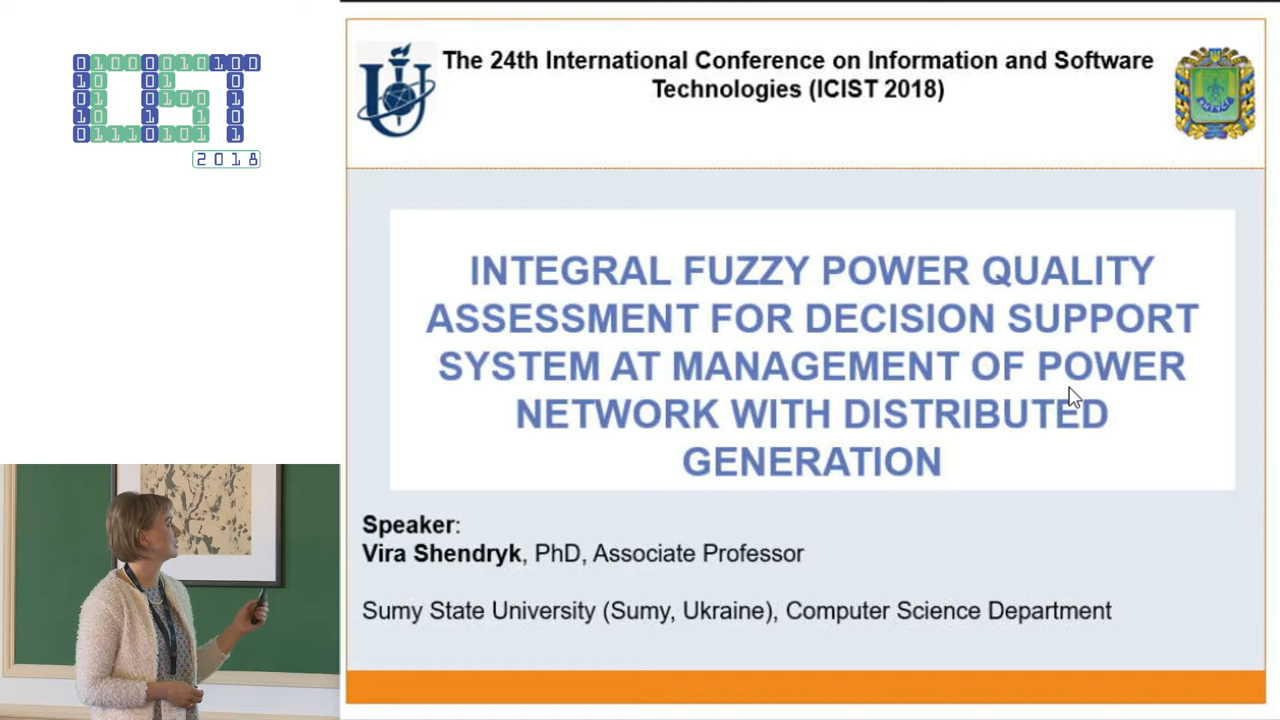 2018
The 24th International Conference on Information and Software
Technologies (ICIST 2018)
INTEGRAL FUZZY POWER QUALITY
ASSESSMENT FOR DECISION SUPPORT
SYSTEM AT MANAGEMENT OF POWER
NETWORK WITH DISTRIBUTED
GENERATION
Speaker:
Vira Shendryk, PhD, Associate Professor
Sumy State University (Sumy, Ukraine), Computer Science Department